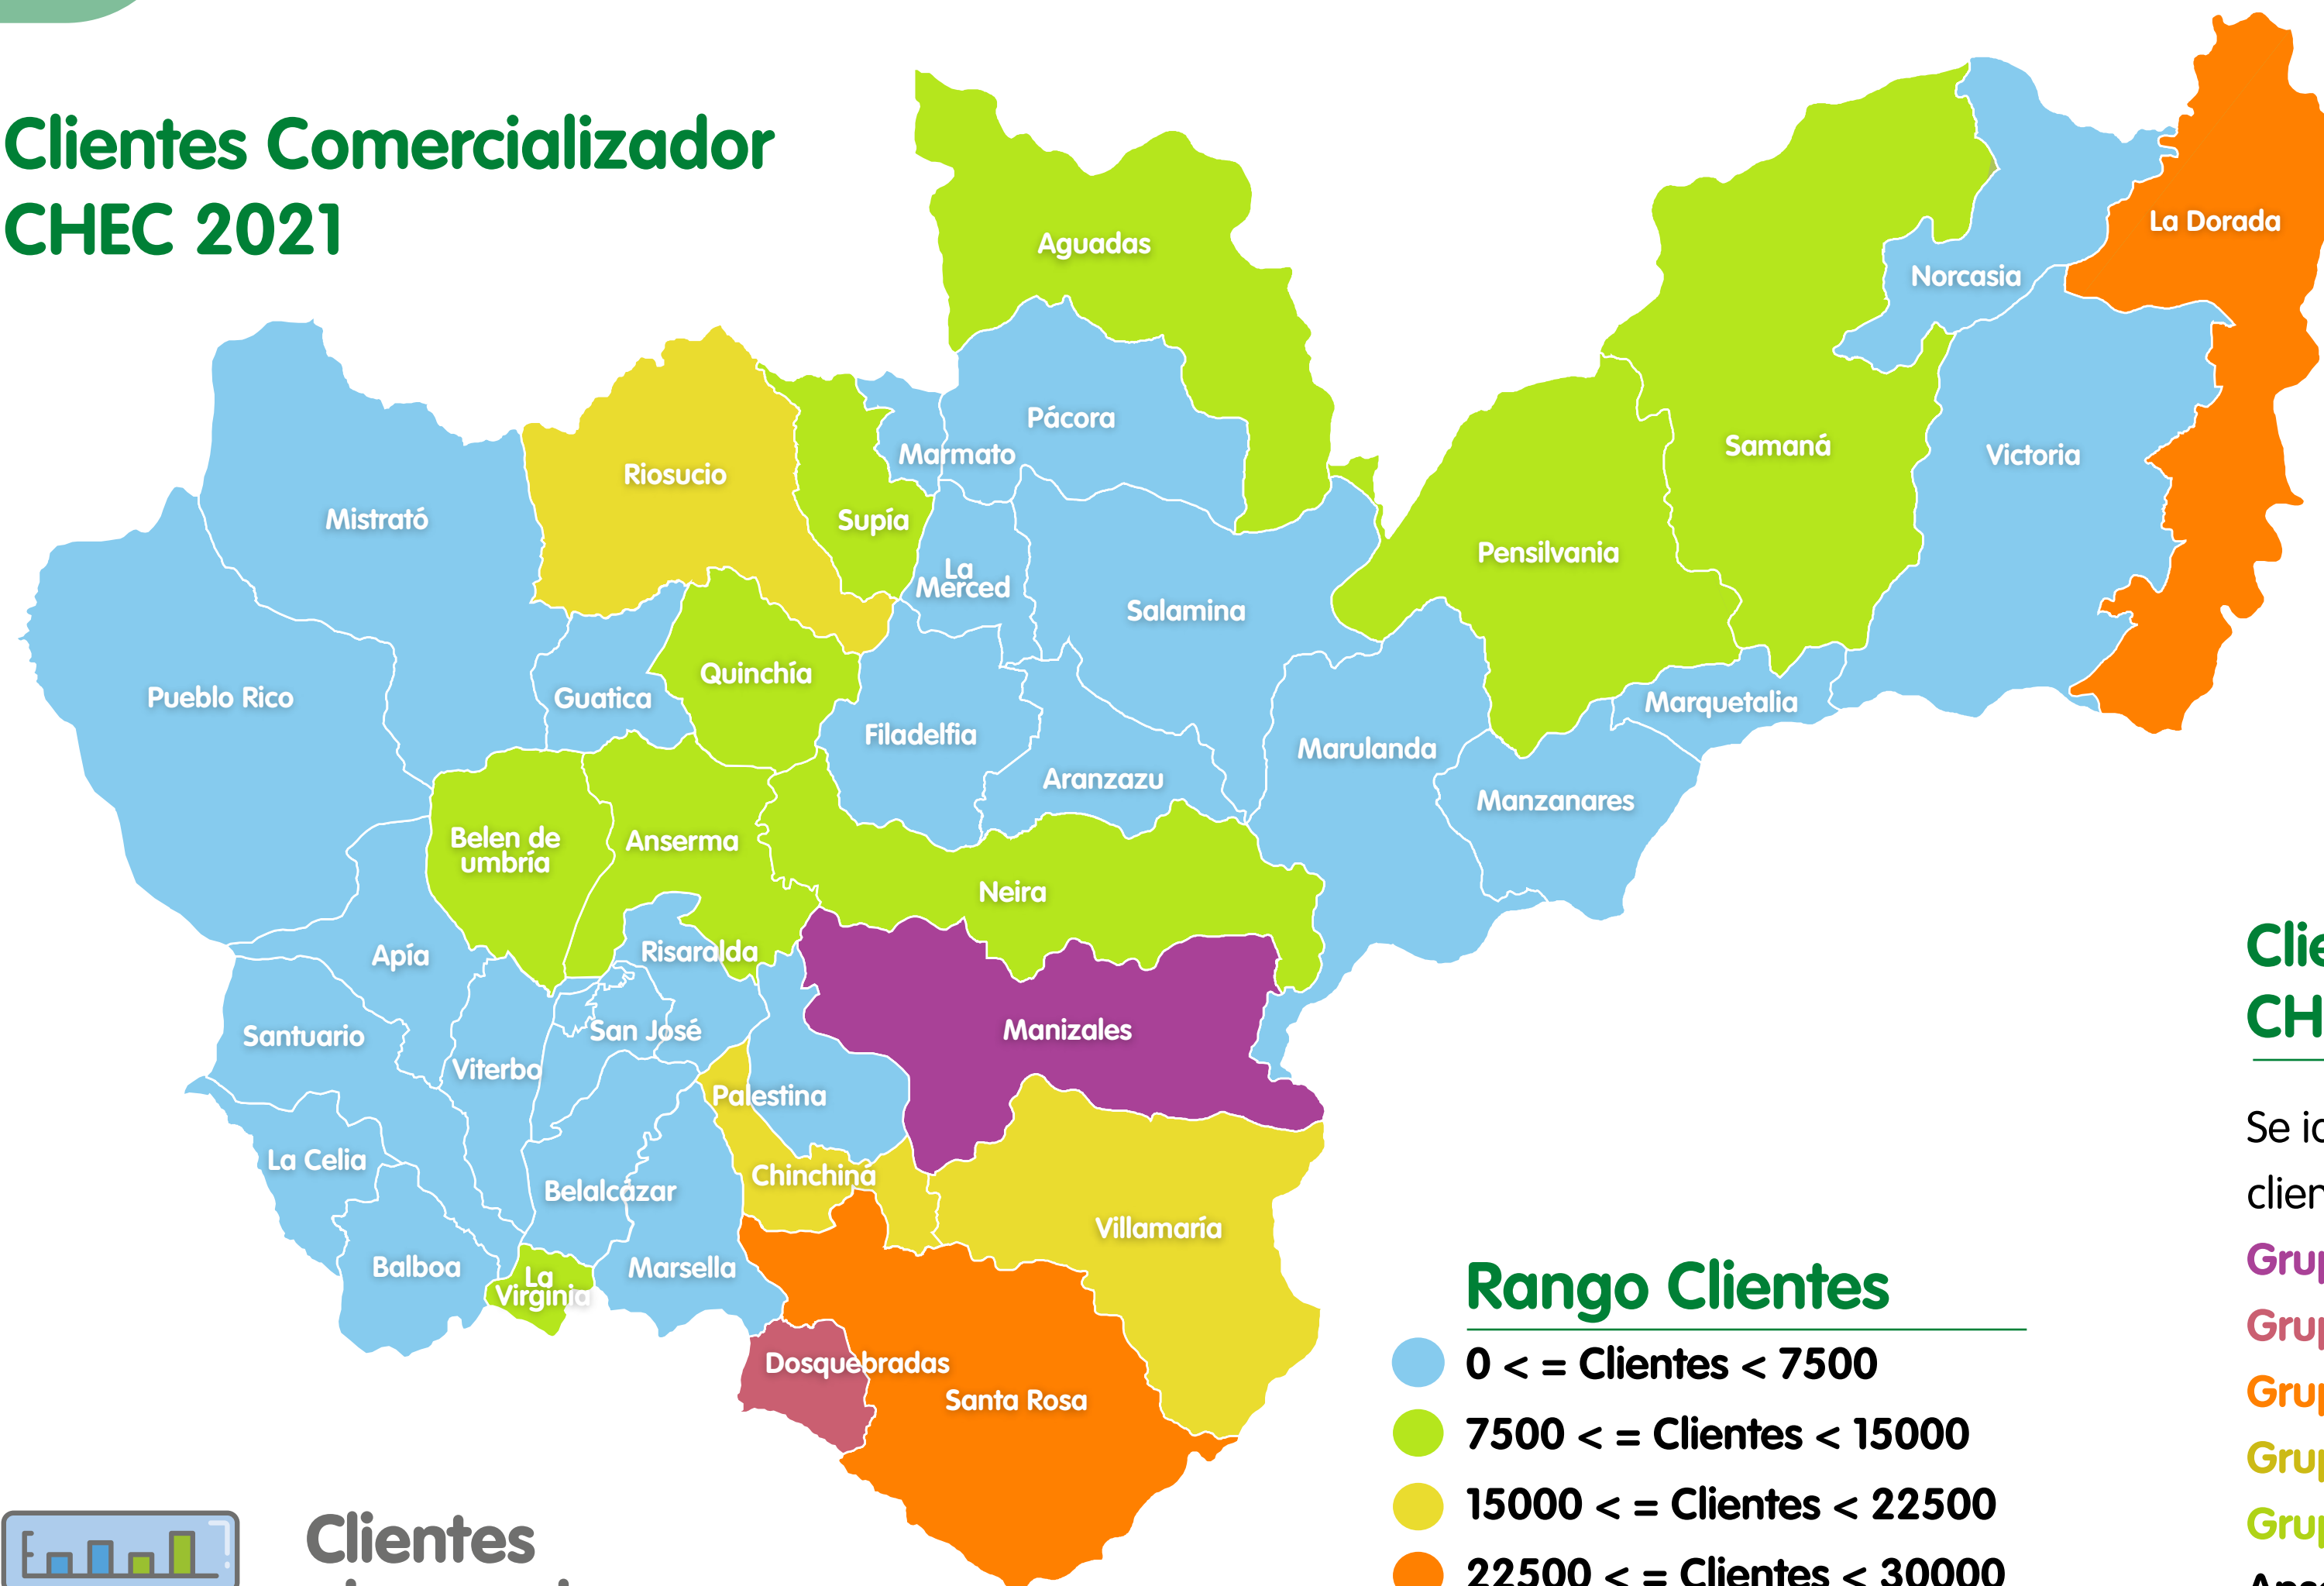 Clientes Comercializador
CHEC 2021
Aguadas
La Dorada
Norcasia
Pácora
Marmato
Samaná
Victoria
Riosucio
Mistrató
Supía
Pensilvania
La
Merced
Salamina
Quinchía
Pueblo Rico
Guatica
Marquetalia
Filadelfia
Marulanda
Aranzazu
Manzanares
Belen de
umbría
Anserma
Neira
Risaralda
Apía
Santuario
San José
Manizales
Viterbo
Palestina
La Celia
Chinchiná
Belalcázar
Villamaría
Balboa
La
Virginia
Marsella
Dosquebradas
Santa Rosa
Rango Clientes
0 < = Clientes < 7500
7500 < = Clientes < 15000
15000 < = Clientes < 22500
22500 < = Clientes < 30000
Clientes